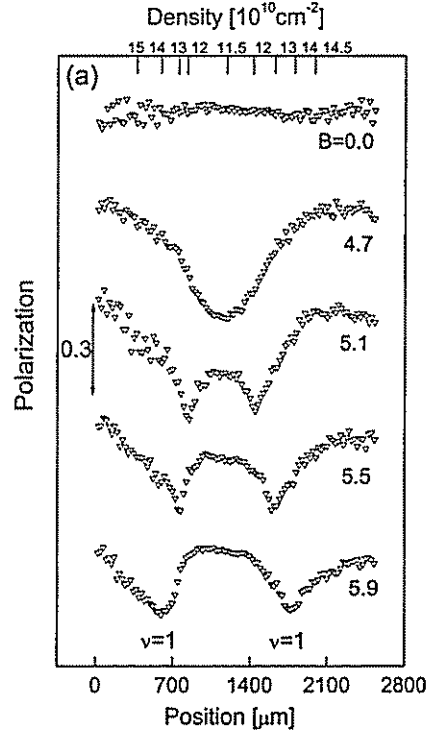 Density [10¹⁰cm⁻²]
15 14 13 12 11.5 12 13 14 14.5
(a)
B=0.0
4.7
5.1
0.3
Polarization
5.5
5.9
ν=1 ν=1
0 700 1400 2100 2800
Position [μm]